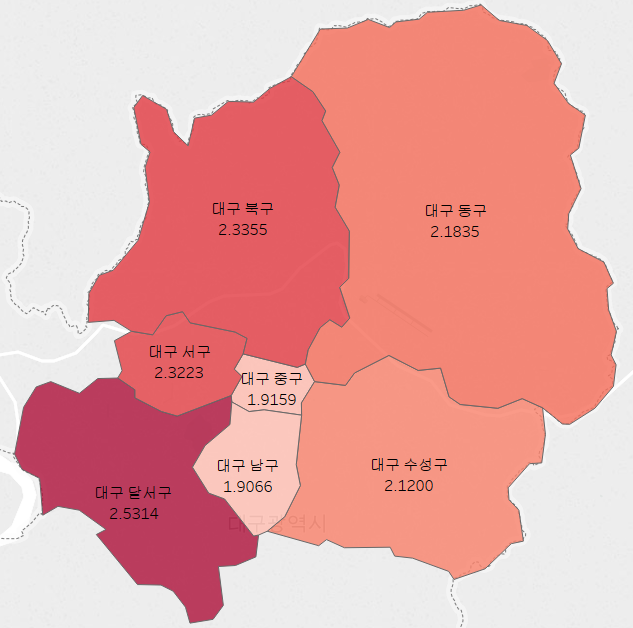 대구 북구
2.3355
대구 동구
2.1835
대구 서구
2.3223
대구 중구
1.9159
대구 달서구
2.5314
대구 남구
1.9066
대구 수성구
2.1200
대구광역시